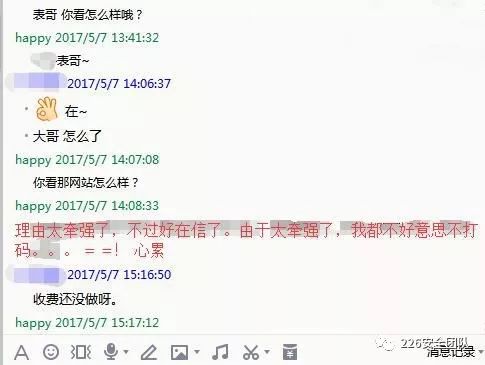 表哥 你看怎么样哦？
happy 2017/5/7 13:41:32
表哥~
2017/5/7 14:06:37
在~
大哥 怎么了
happy 2017/5/7 14:07:08
你看那网站怎么样？
happy 2017/5/7 14:08:33
理由太牵强了，不过好在信了。由于太牵强了，我都不好意思不打
码。。。 = =！ 心累
2017/5/7 15:16:50
收费还没做呀。
happy 2017/5/7 15:17:12
226安全团队
消息记录